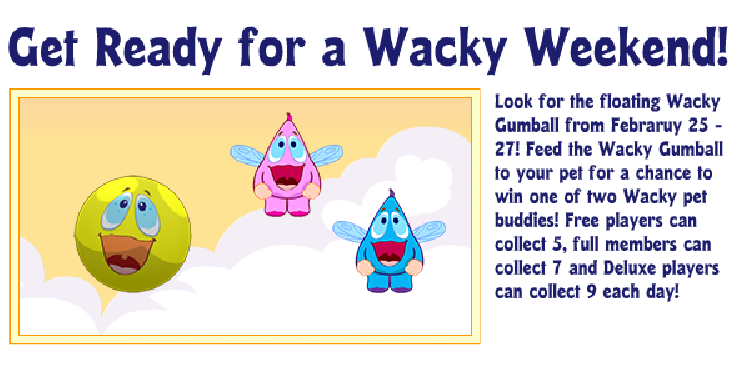 Get Ready for a Wacky Weekend!
Look for the floating Wacky
Gumball from Febraruy 25 -
27! Feed the Wacky Gumball
to your pet for a chance to
win one of two Wacky pet
buddies! Free players can
collect 5, full members can
collect 7 and Deluxe players
can collect 9 each day!